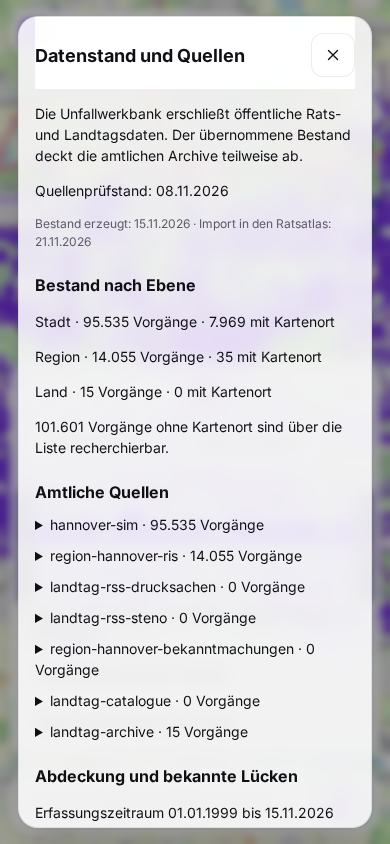 Datenstand und Quellen
Die Unfallwerkbank erschließt öffentliche Rats-
und Landtagsdaten. Der übernommene Bestand
deckt die amtlichen Archive teilweise ab.
Quellenprüfstand: 08.11.2026
Bestand erzeugt: 15.11.2026 · Import in den Ratsatlas:
21.11.2026
Bestand nach Ebene
Stadt · 95.535 Vorgänge · 7.969 mit Kartenort
Region · 14.055 Vorgänge · 35 mit Kartenort
Land · 15 Vorgänge · 0 mit Kartenort
101.601 Vorgänge ohne Kartenort sind über die
Liste recherchierbar.
Amtliche Quellen
hannover-sim · 95.535 Vorgänge
region-hannover-ris · 14.055 Vorgänge
landtag-rss-drucksachen · 0 Vorgänge
landtag-rss-steno · 0 Vorgänge
region-hannover-bekanntmachungen · 0
Vorgänge
landtag-catalogue · 0 Vorgänge
landtag-archive · 15 Vorgänge
Abdeckung und bekannte Lücken
Erfassungszeitraum 01.01.1999 bis 15.11.2026